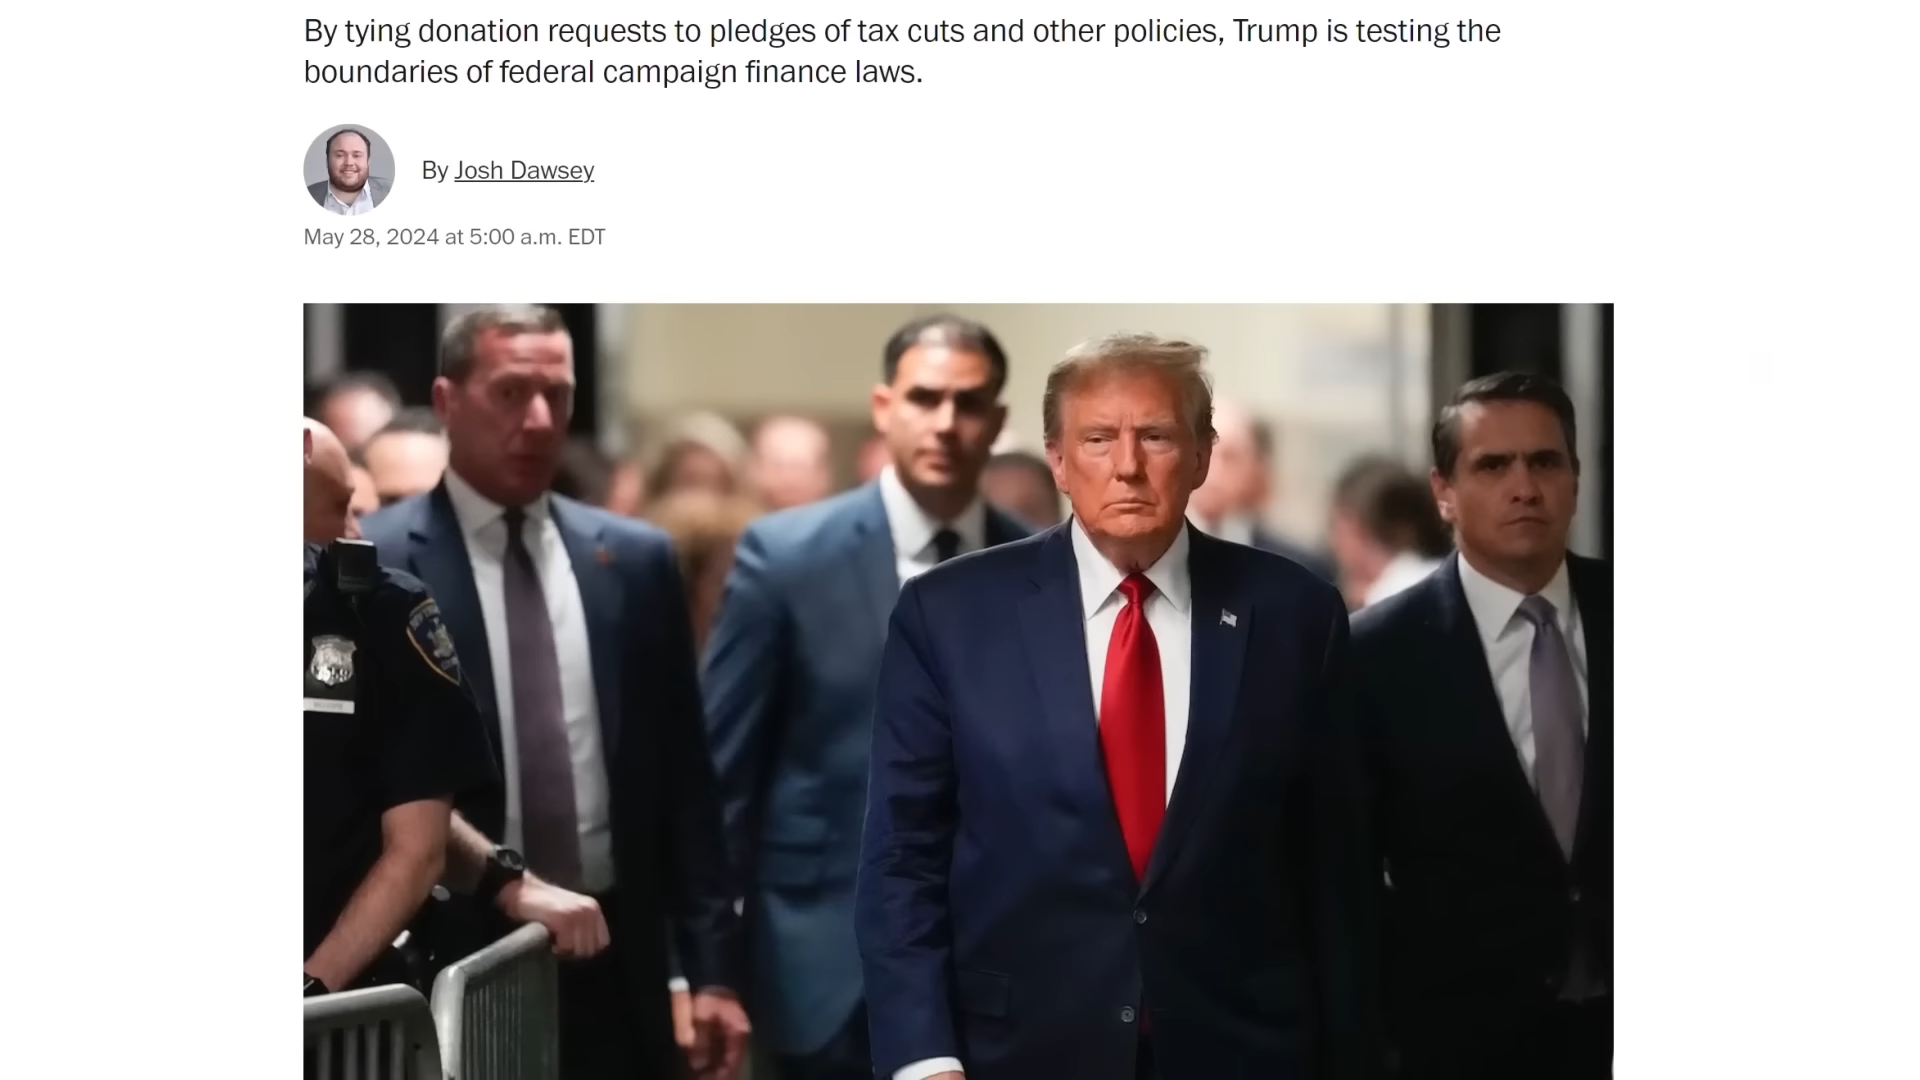 By tying donation requests to pledges of tax cuts and other policies, Trump is testing the
boundaries of federal campaign finance laws.
By Josh Dawsey
May 28, 2024 at 5:00 a.m. EDT